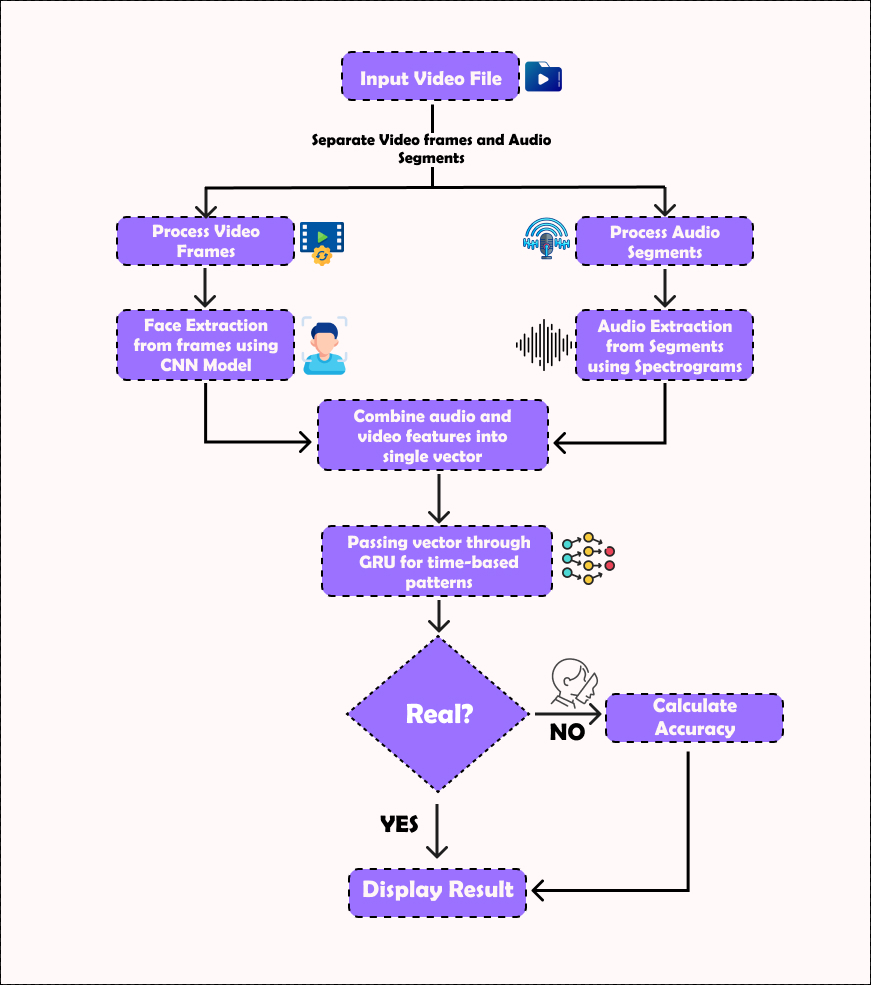 Input Video File
Separate Video frames and Audio
Segments
Process Video
Frames
Process Audio
Segments
Face Extraction
from frames using
CNN Model
Audio Extraction
from Segments
using Spectrograms
Combine audio and
video features into
single vector
Passing vector through
GRU for time-based
patterns
Real?
NO
Calculate
Accuracy
YES
Display Result